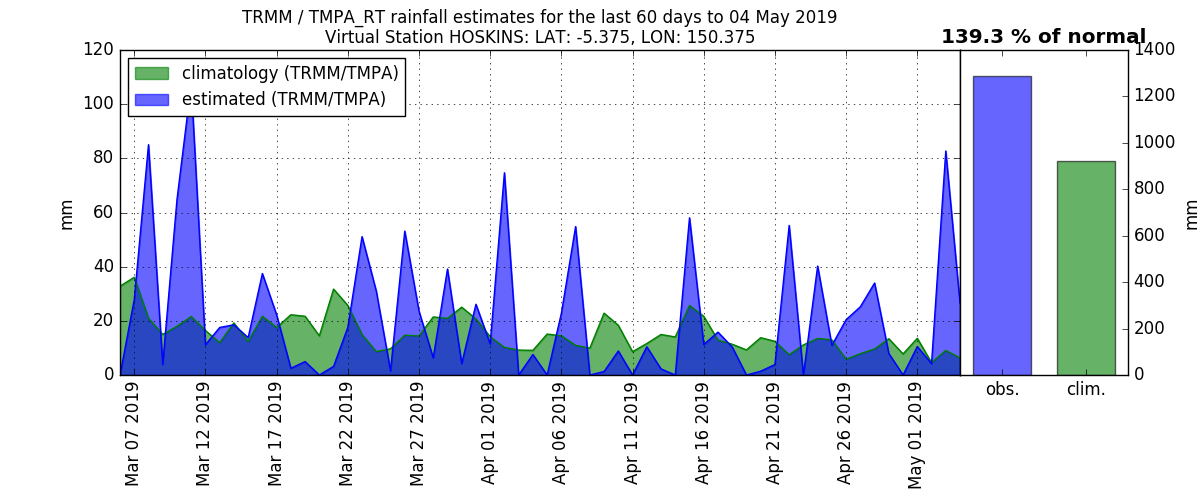 TRMM / TMPA_RT rainfall estimates for the last 60 days to 04 May 2019
Virtual Station HOSKINS: LAT: -5.375, LON: 150.375
139.3 % of normal
climatology (TRMM/TMPA)
estimated (TRMM/TMPA)
120
100
80
60
40
20
0
mm
1400
1200
1000
800
600
400
200
0
mm
Mar 07 2019
Mar 12 2019
Mar 17 2019
Mar 22 2019
Mar 27 2019
Apr 01 2019
Apr 06 2019
Apr 11 2019
Apr 16 2019
Apr 21 2019
Apr 26 2019
May 01 2019
obs.
clim.